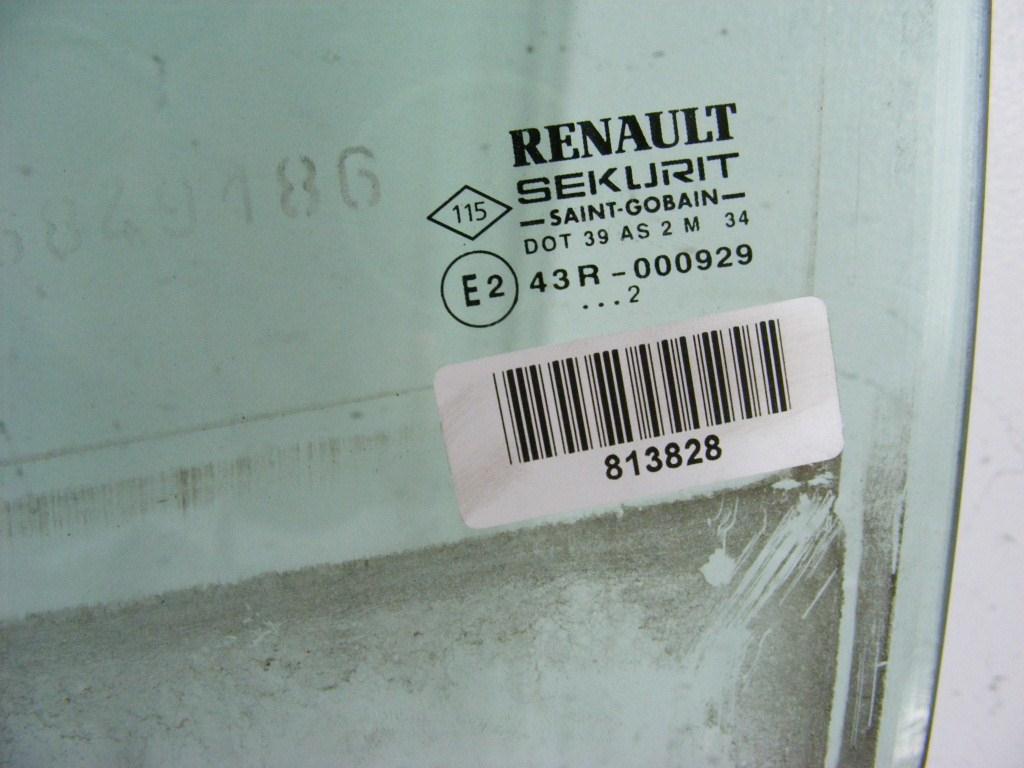 RENAULT
SEKURIT
SAINT-GOBAIN
115
DOT 39 AS 2 M 34
E2 43R-000929
...2
813828